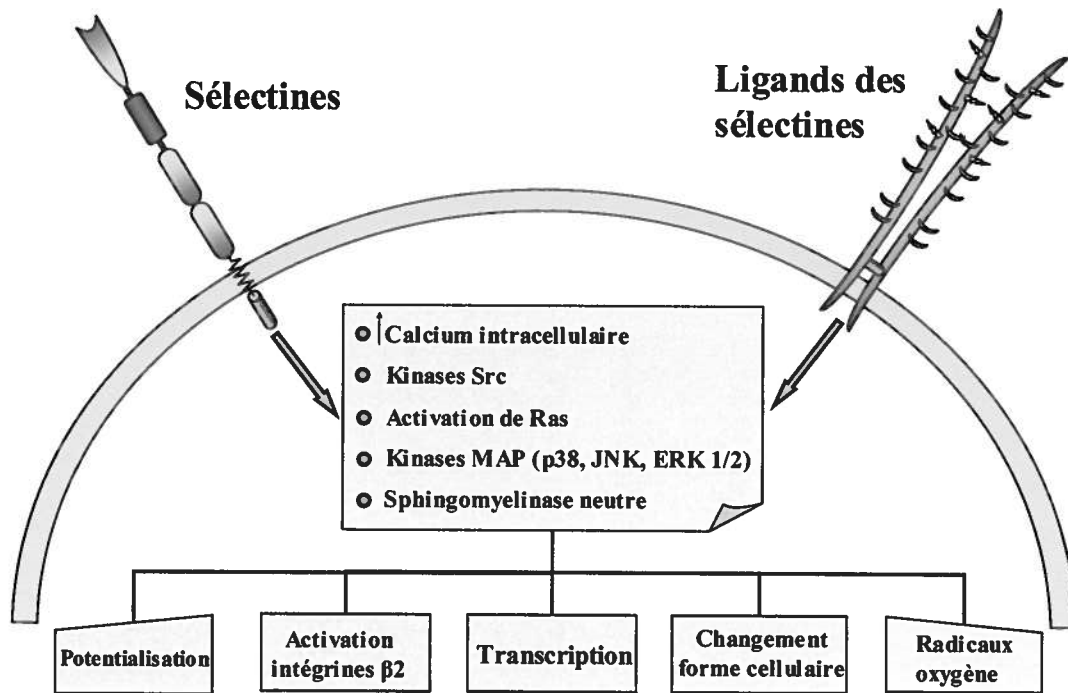 Sélectines
Ligands des
sélectines
↑ Calcium intracellulaire
Kinases Src
Activation de Ras
Kinases MAP (p38, JNK, ERK 1/2)
Sphingomyelinase neutre
Potentialisation
Activation
intégrines β2
Transcription
Changement
forme cellulaire
Radicaux
oxygène